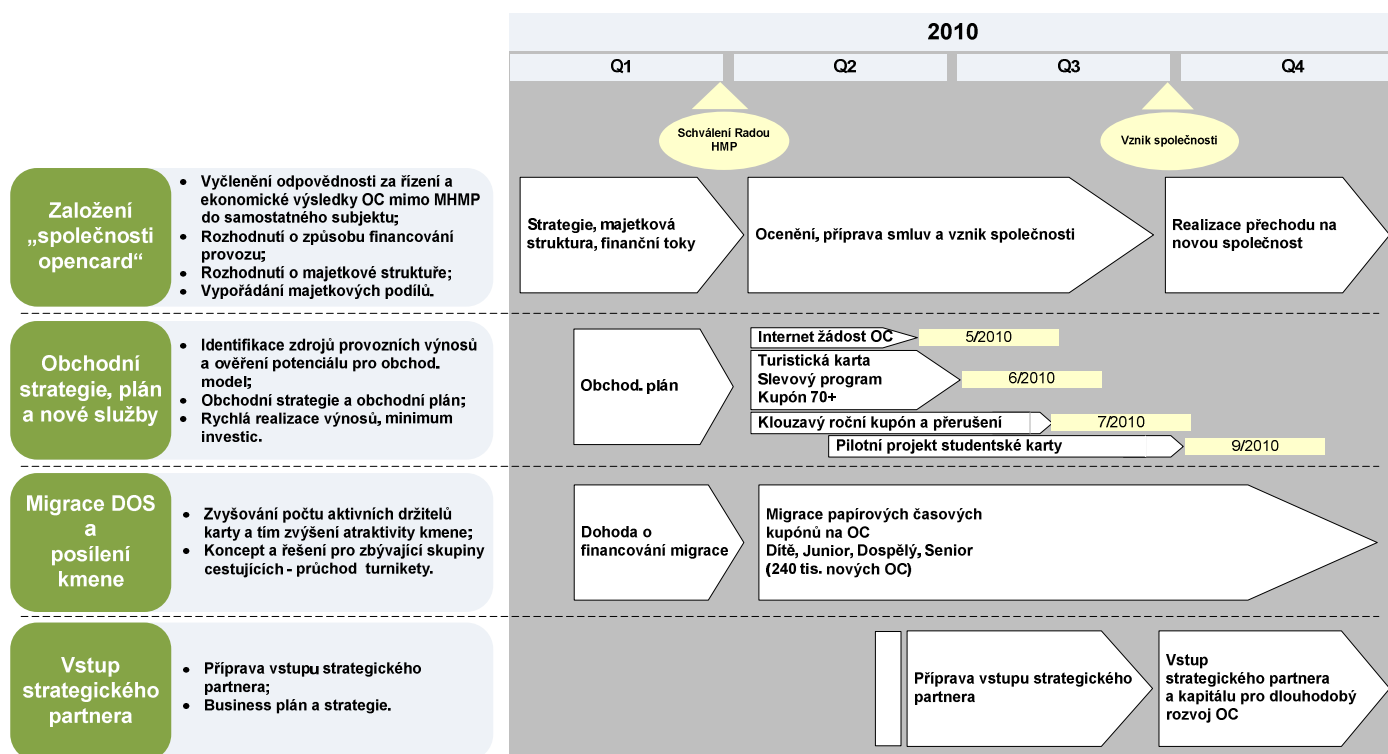 2010
Q1
Q2
Q3
Q4
Schválení Radou
HMP
Vznik společnosti
Založení
„společnosti
opencard“
• Vyčlenění odpovědnosti za řízení a
ekonomické výsledky OC mimo MHMP
do samostatného subjektu;
• Rozhodnutí o způsobu financování
provozu;
• Rozhodnutí o majetkové struktuře;
• Vypořádání majetkových podílů.
Strategie, majetková
struktura, finanční toky
Ocenění, příprava smluv a vznik společnosti
Realizace přechodu na
novou společnost
Obchodní
strategie, plán
a nové služby
• Identifikace zdrojů provozních výnosů
a ověření potenciálu pro obchod.
model;
• Obchodní strategie a obchodní plán;
• Rychlá realizace výnosů, minimum
investic.
Obchod. plán
Internet žádost OC
5/2010
Turistická karta
Slevový program
Kupón 70+
6/2010
Klouzavý roční kupón a přerušení
7/2010
Pilotní projekt studentské karty
9/2010
Migrace DOS
a
posílení
kmene
• Zvyšování počtu aktivních držitelů
karty a tím zvýšení atraktivity kmene;
• Koncept a řešení pro zbývající skupiny
cestujících - průchod turnikety.
Dohoda o
financování migrace
Migrace papírových časových
kupónů na OC
Dítě, Junior, Dospělý, Senior
(240 tis. nových OC)
Vstup
strategického
partnera
• Příprava vstupu strategického
partnera;
• Business plán a strategie.
Příprava vstupu strategického
partnera
Vstup
strategického partnera
a kapitálu pro dlouhodobý
rozvoj OC